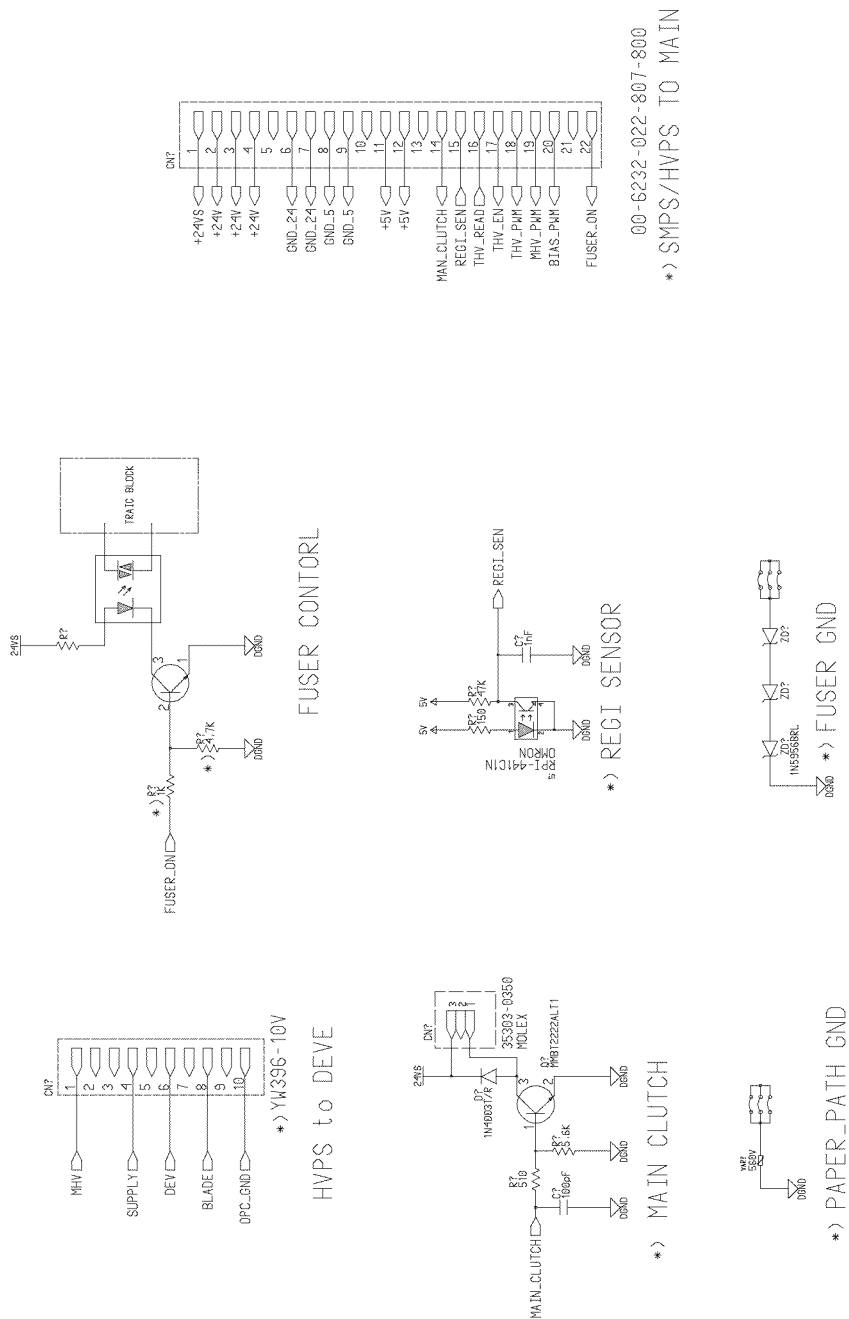 CN?
1
2
3
4
5
6
7
8
9
10
11
12
13
14
15
16
17
18
19
20
21
22
+24VS
+24V
+24V
+24V
GND_24
GND_24
GND_5
GND_5
+5V
+5V
MAN_CLUTCH
REGI_SEN
THV_READ
THV_EN
THV_PWM
MHV_PWM
BIAS_PWM
FUSER_ON
00-6232-022-807-800
*) SMPS/HVPS TO MAIN
24VS
R?
TRAIC BLOCK
3
2
1
DGND
*) R?
1K
*) R?
4.7K
DGND
FUSER_ON
FUSER CONTORL
5V
5V
R?
150
R?
47K
REGI_SEN
C?
1nF
DGND
DGND
RPI-441C1N
OMRON
*) REGI SENSOR
ZD?
ZD?
ZD?
1N5956BRL
DGND
*) FUSER GND
CN?
1
2
3
4
5
6
7
8
9
10
MHV
SUPPLY
DEV
BLADE
OPC_GND
*) YW396-10V
HVPS to DEVE
24VS
CN?
3
2
1
35303-0350
MOLEX
D?
1N4003T/R
Q?
MMBT2222ALT1
3
1
2
R?
510
R?
5.6K
C?
100pF
DGND
DGND
DGND
MAIN_CLUTCH
*) MAIN CLUTCH
VAR?
560V
DGND
*) PAPER_PATH GND